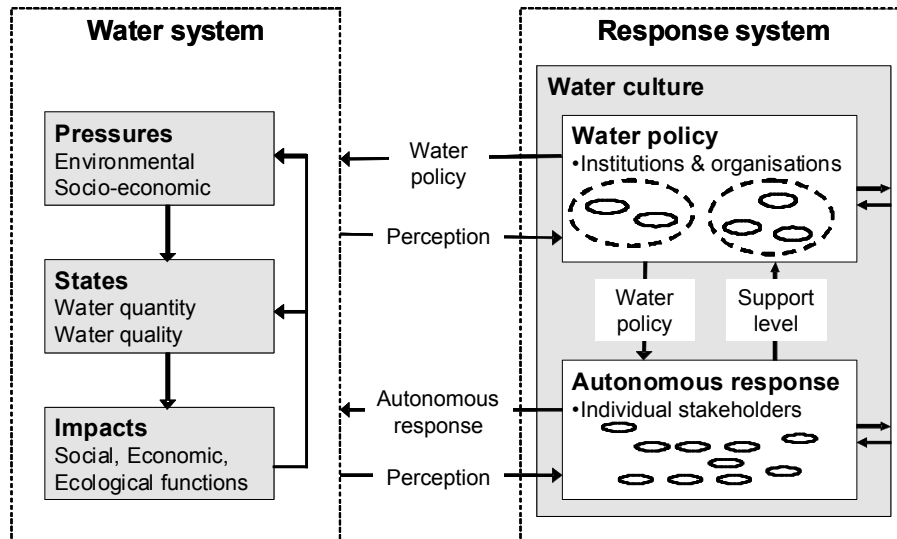 Water system
Pressures
Environmental
Socio-economic
States
Water quantity
Water quality
Impacts
Social, Economic,
Ecological functions
Water
policy
Perception
Autonomous
response
Perception
Response system
Water culture
Water policy
•Institutions & organisations
Water
policy
Support
level
Autonomous response
•Individual stakeholders